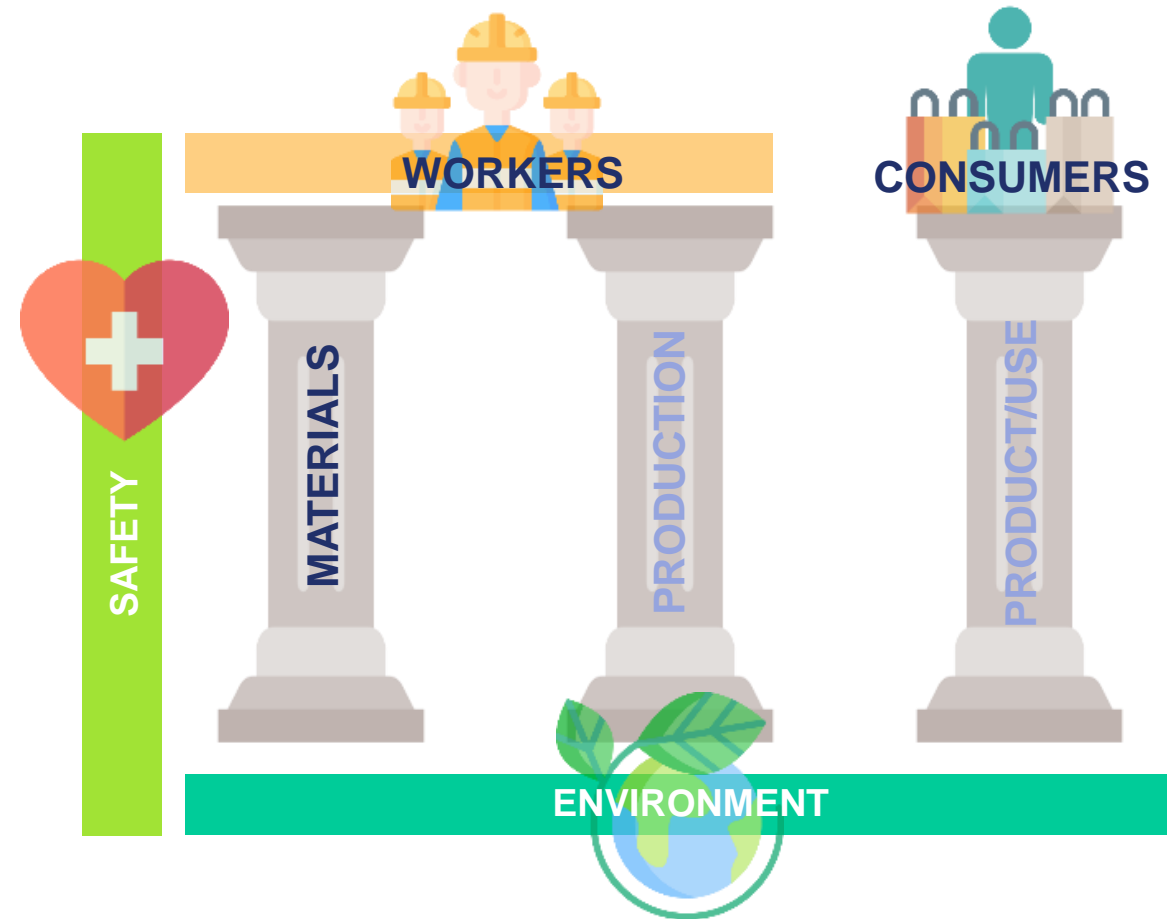 WORKERS
CONSUMERS
SAFETY
MATERIALS
PRODUCTION
PRODUCT/USE
ENVIRONMENT